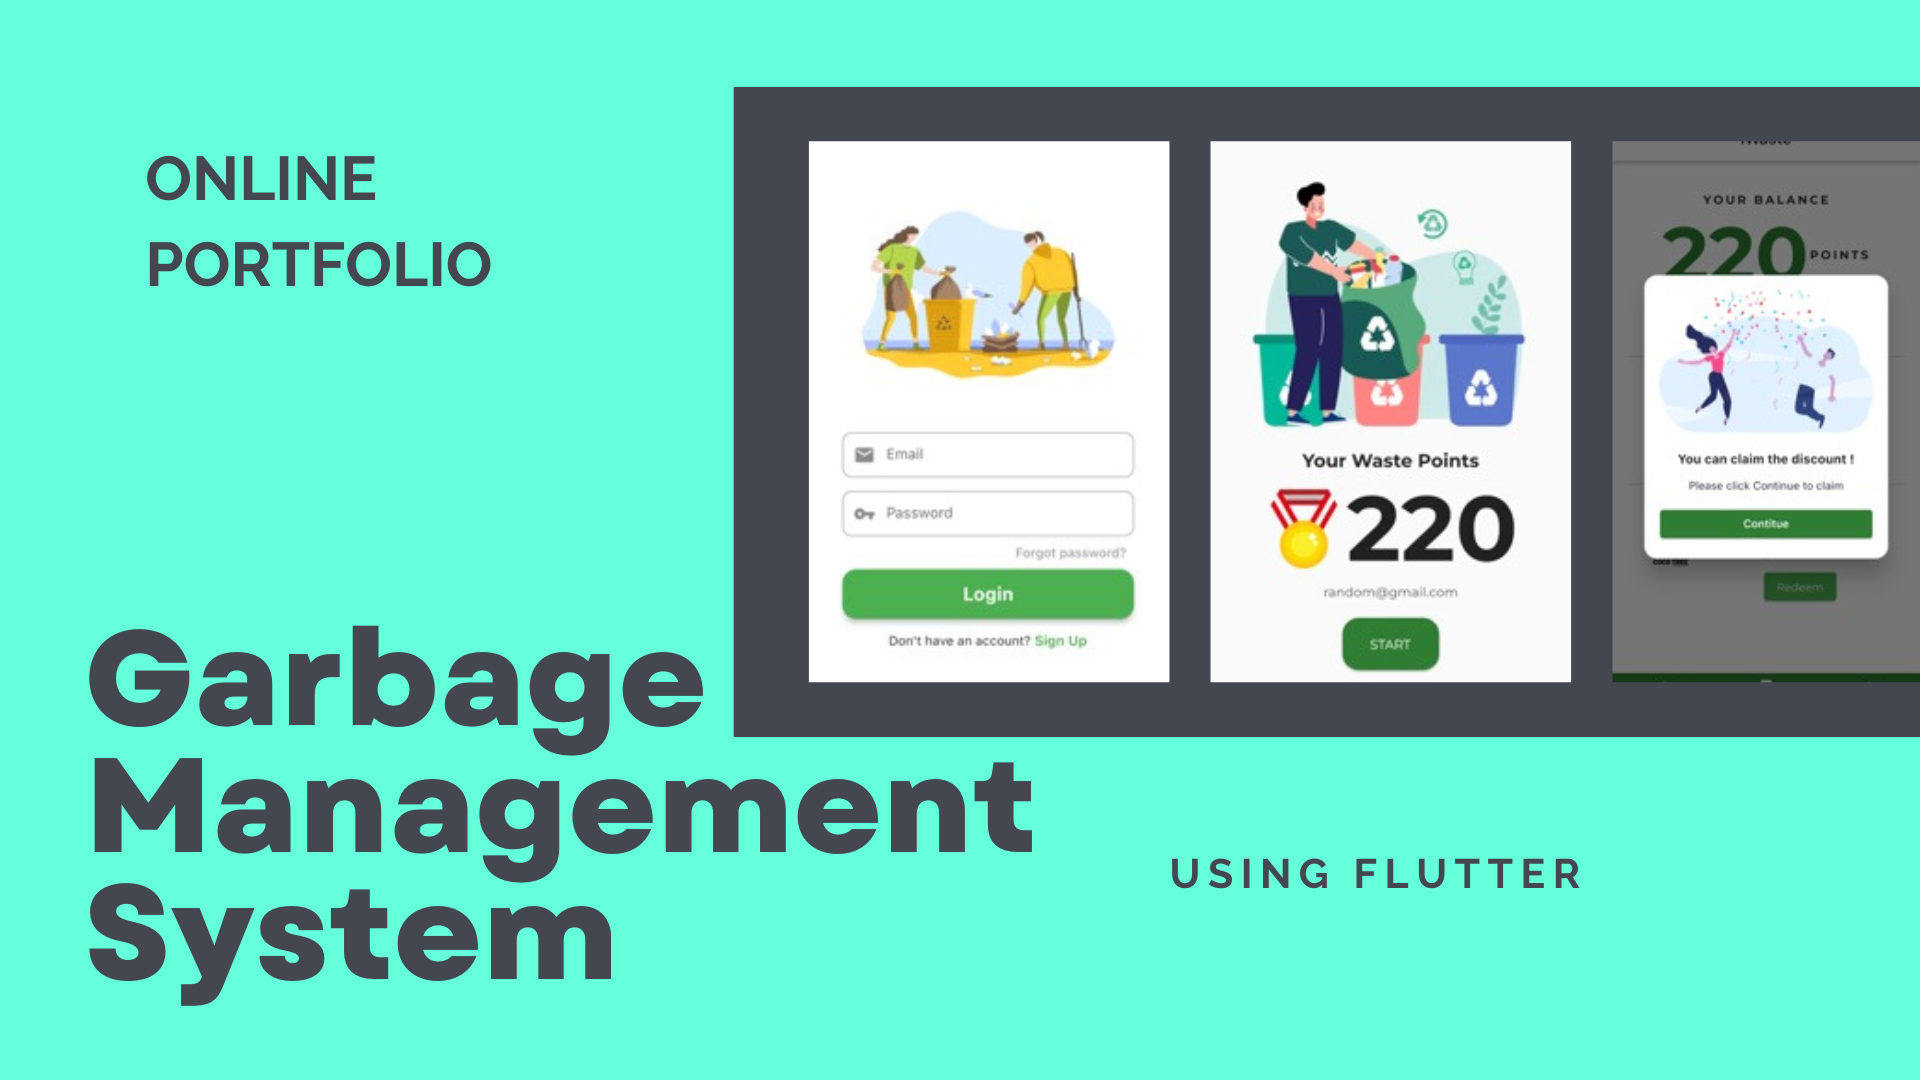 ONLINE
PORTFOLIO
Garbage
Management
System
USING FLUTTER
Email
Password
Forgot password?
Login
Don't have an account? Sign Up
Your Waste Points
220
random@gmail.com
START
YOUR BALANCE
220 POINTS
You can claim the discount !
Please click Continue to claim
Contitue
Redeem